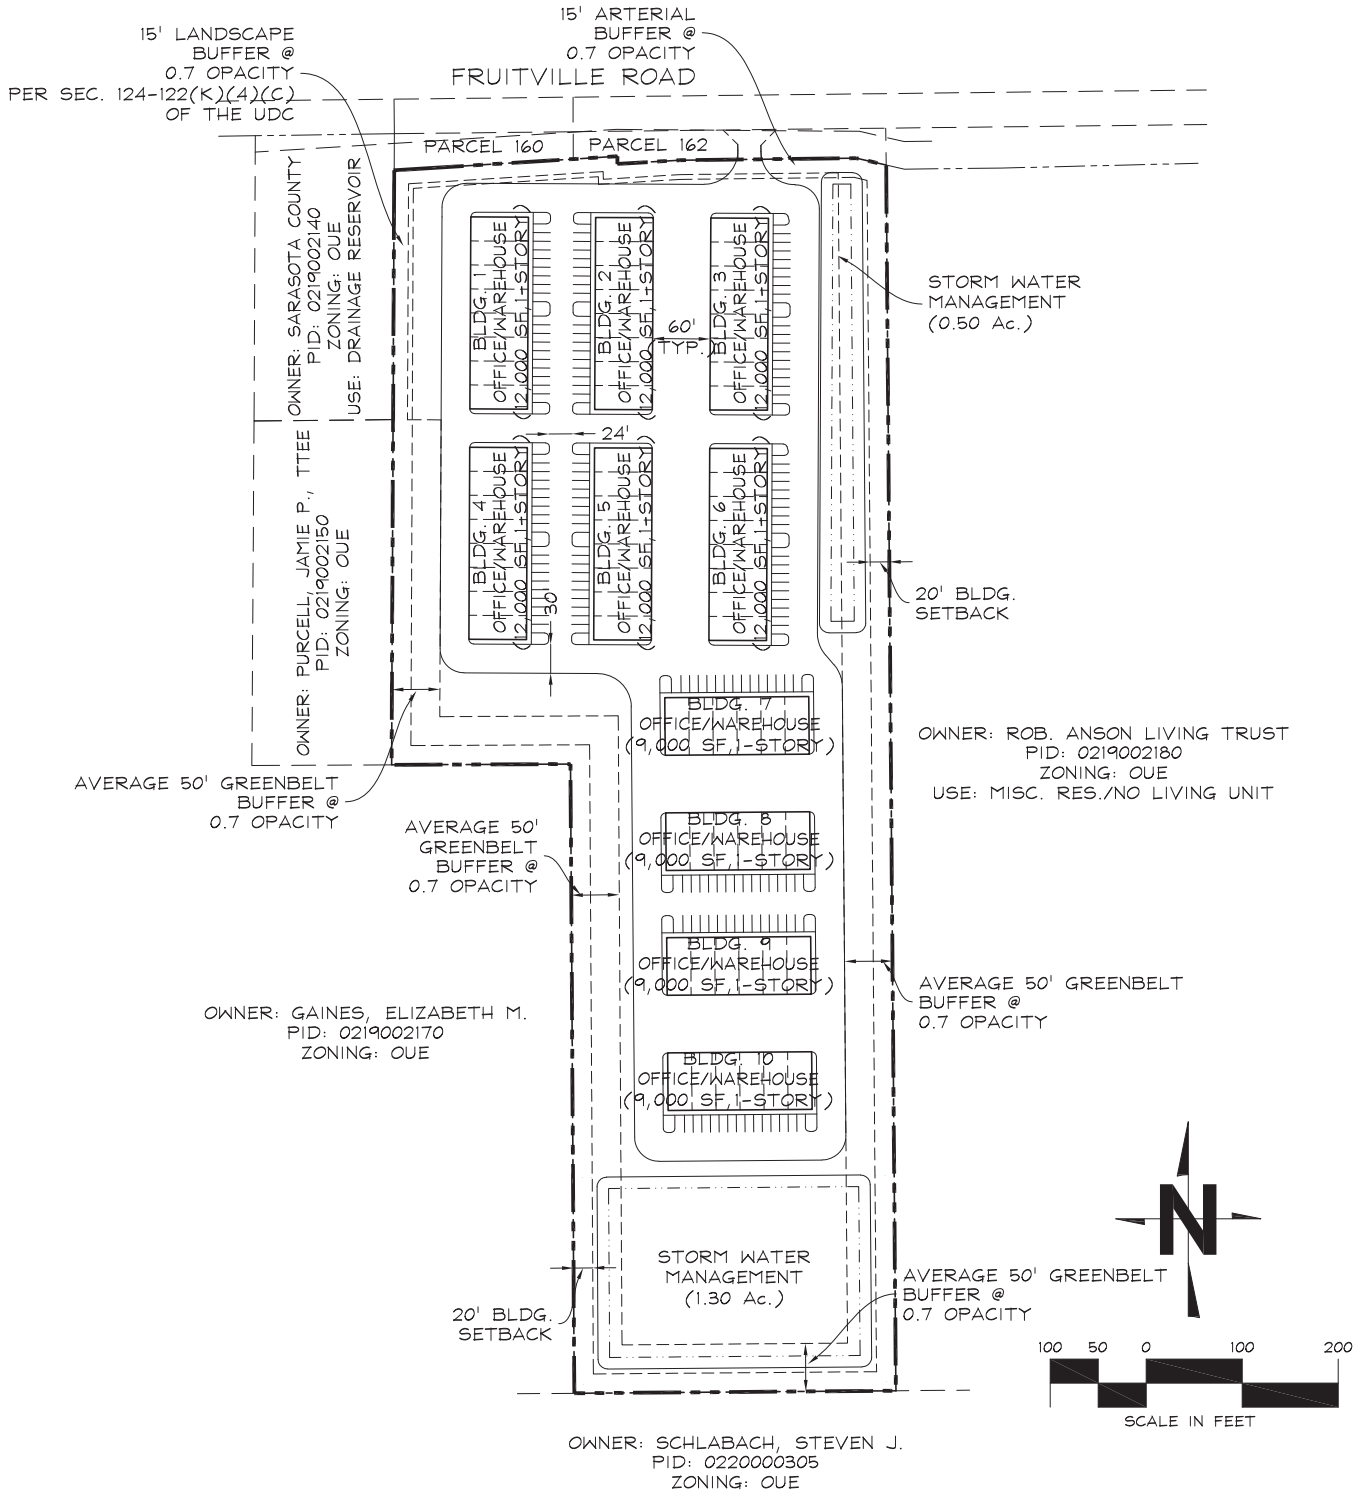 15' ARTERIAL
BUFFER @
0.7 OPACITY
15' LANDSCAPE
BUFFER @
0.7 OPACITY
PER SEC. 124-122(K)(4)(C)
OF THE UDC
FRUITVILLE ROAD
PARCEL 160
PARCEL 162
OWNER: SARASOTA COUNTY
PID: 0219002140
ZONING: OUE
USE: DRAINAGE RESERVOIR
BLDG. 1
OFFICE/WAREHOUSE
(12,000 SF,1-STORY)
BLDG. 2
OFFICE/WAREHOUSE
(12,000 SF,1-STORY)
60'
(TYP.)
BLDG. 3
OFFICE/WAREHOUSE
(12,000 SF,1-STORY)
STORM WATER
MANAGEMENT
(0.50 Ac.)
24'
OWNER: PURCELL, JAMIE P., TTEE
PID: 0219002150
ZONING: OUE
BLDG. 4
OFFICE/WAREHOUSE
(12,000 SF,1-STORY)
30'
BLDG. 5
OFFICE/WAREHOUSE
(12,000 SF,1-STORY)
BLDG. 6
OFFICE/WAREHOUSE
(12,000 SF,1-STORY)
20' BLDG.
SETBACK
BLDG. 7
OFFICE/WAREHOUSE
(9,000 SF,1-STORY)
OWNER: ROB. ANSON LIVING TRUST
PID: 0219002180
ZONING: OUE
USE: MISC. RES./NO LIVING UNIT
AVERAGE 50' GREENBELT
BUFFER @
0.7 OPACITY
AVERAGE 50'
GREENBELT
BUFFER @
0.7 OPACITY
BLDG. 8
OFFICE/WAREHOUSE
(9,000 SF,1-STORY)
BLDG. 9
OFFICE/WAREHOUSE
(9,000 SF,1-STORY)
AVERAGE 50' GREENBELT
BUFFER @
0.7 OPACITY
OWNER: GAINES, ELIZABETH M.
PID: 0219002170
ZONING: OUE
BLDG. 10
OFFICE/WAREHOUSE
(9,000 SF,1-STORY)
N
STORM WATER
MANAGEMENT
(1.30 Ac.)
AVERAGE 50' GREENBELT
BUFFER @
0.7 OPACITY
20' BLDG.
SETBACK
100 50 0 100 200
SCALE IN FEET
OWNER: SCHLABACH, STEVEN J.
PID: 0220000305
ZONING: OUE